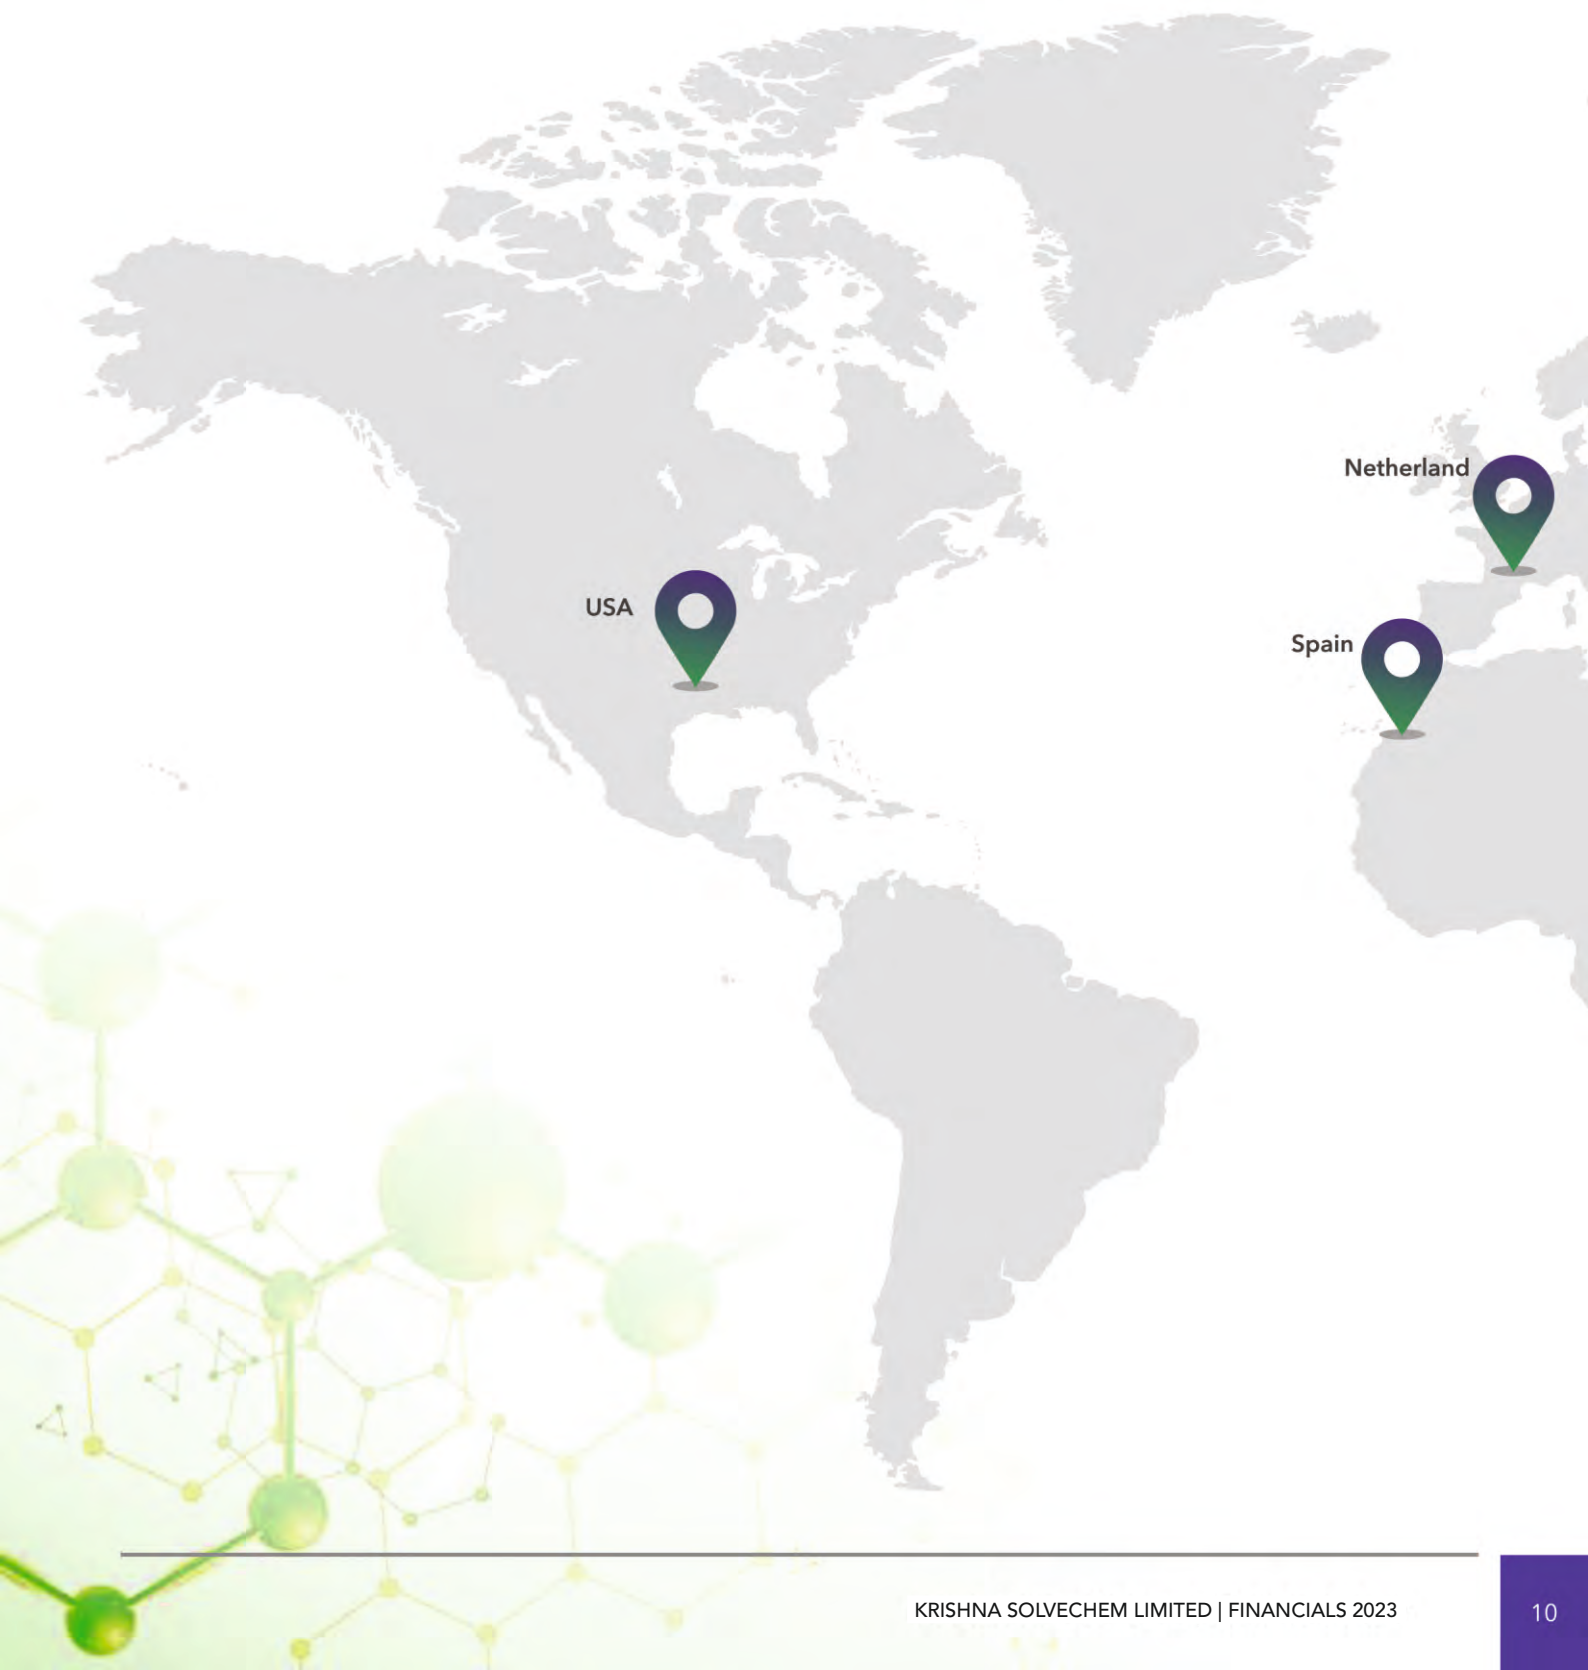 Netherland
USA
Spain
KRISHNA SOLVECHEM LIMITED | FINANCIALS 2023
10